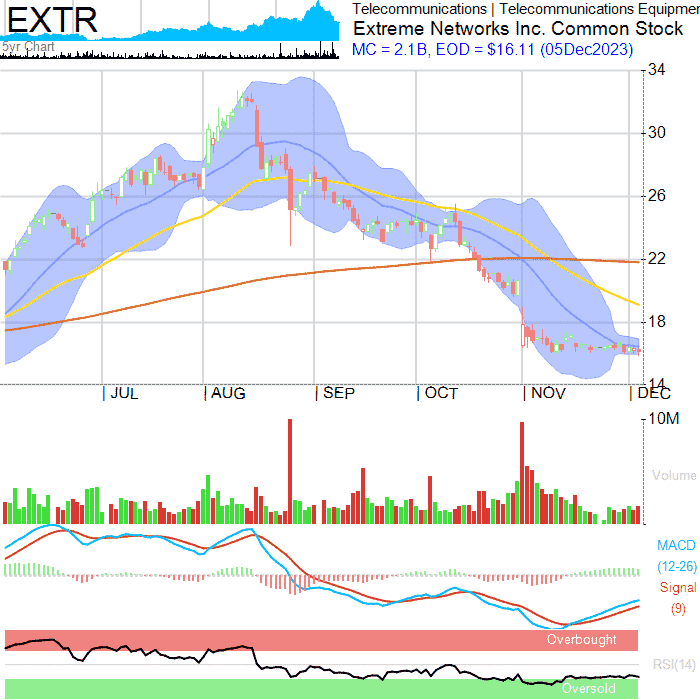 EXTR
Telecommunications | Telecommunications Equipmen
Extreme Networks Inc. Common Stock
5yr Chart
MC = 2.1B, EOD = $16.11 (05Dec2023)
34
30
26
22
18
14
JUL
AUG
SEP
OCT
NOV
DEC
10M
Volume
MACD
(12-26)
Signal
(9)
Overbought
RSI(14)
Oversold